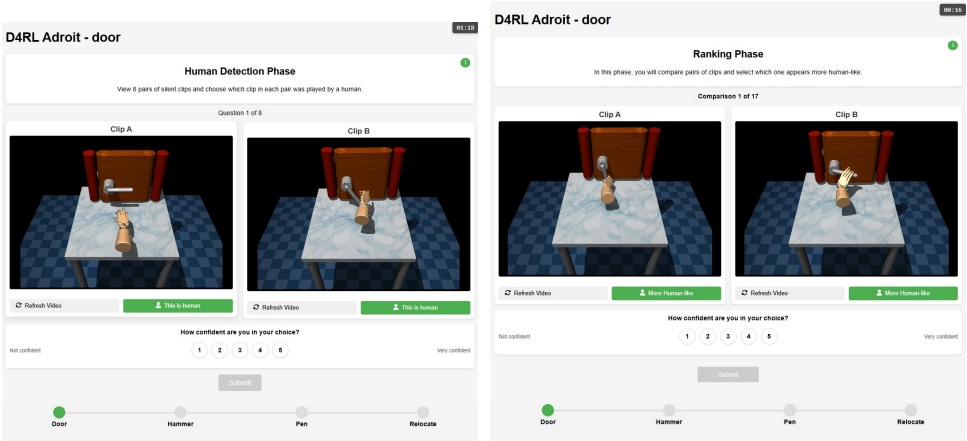 01:18
D4RL Adroit - door
Human Detection Phase
View 8 pairs of silent clips and choose which clip in each pair was played by a human.
Question 1 of 8
Clip A
Clip B
Refresh Video
This is human
Refresh Video
This is human
How confident are you in your choice?
Not confident
1 2 3 4 5
Very confident
Submit
Door
Hammer
Pen
Relocate
00:16
D4RL Adroit - door
Ranking Phase
In this phase, you will compare pairs of clips and select which one appears more human-like.
Comparison 1 of 17
Clip A
Clip B
Refresh Video
More Human-like
Refresh Video
More Human-like
How confident are you in your choice?
Not confident
1 2 3 4 5
Very confident
Submit
Door
Hammer
Pen
Relocate